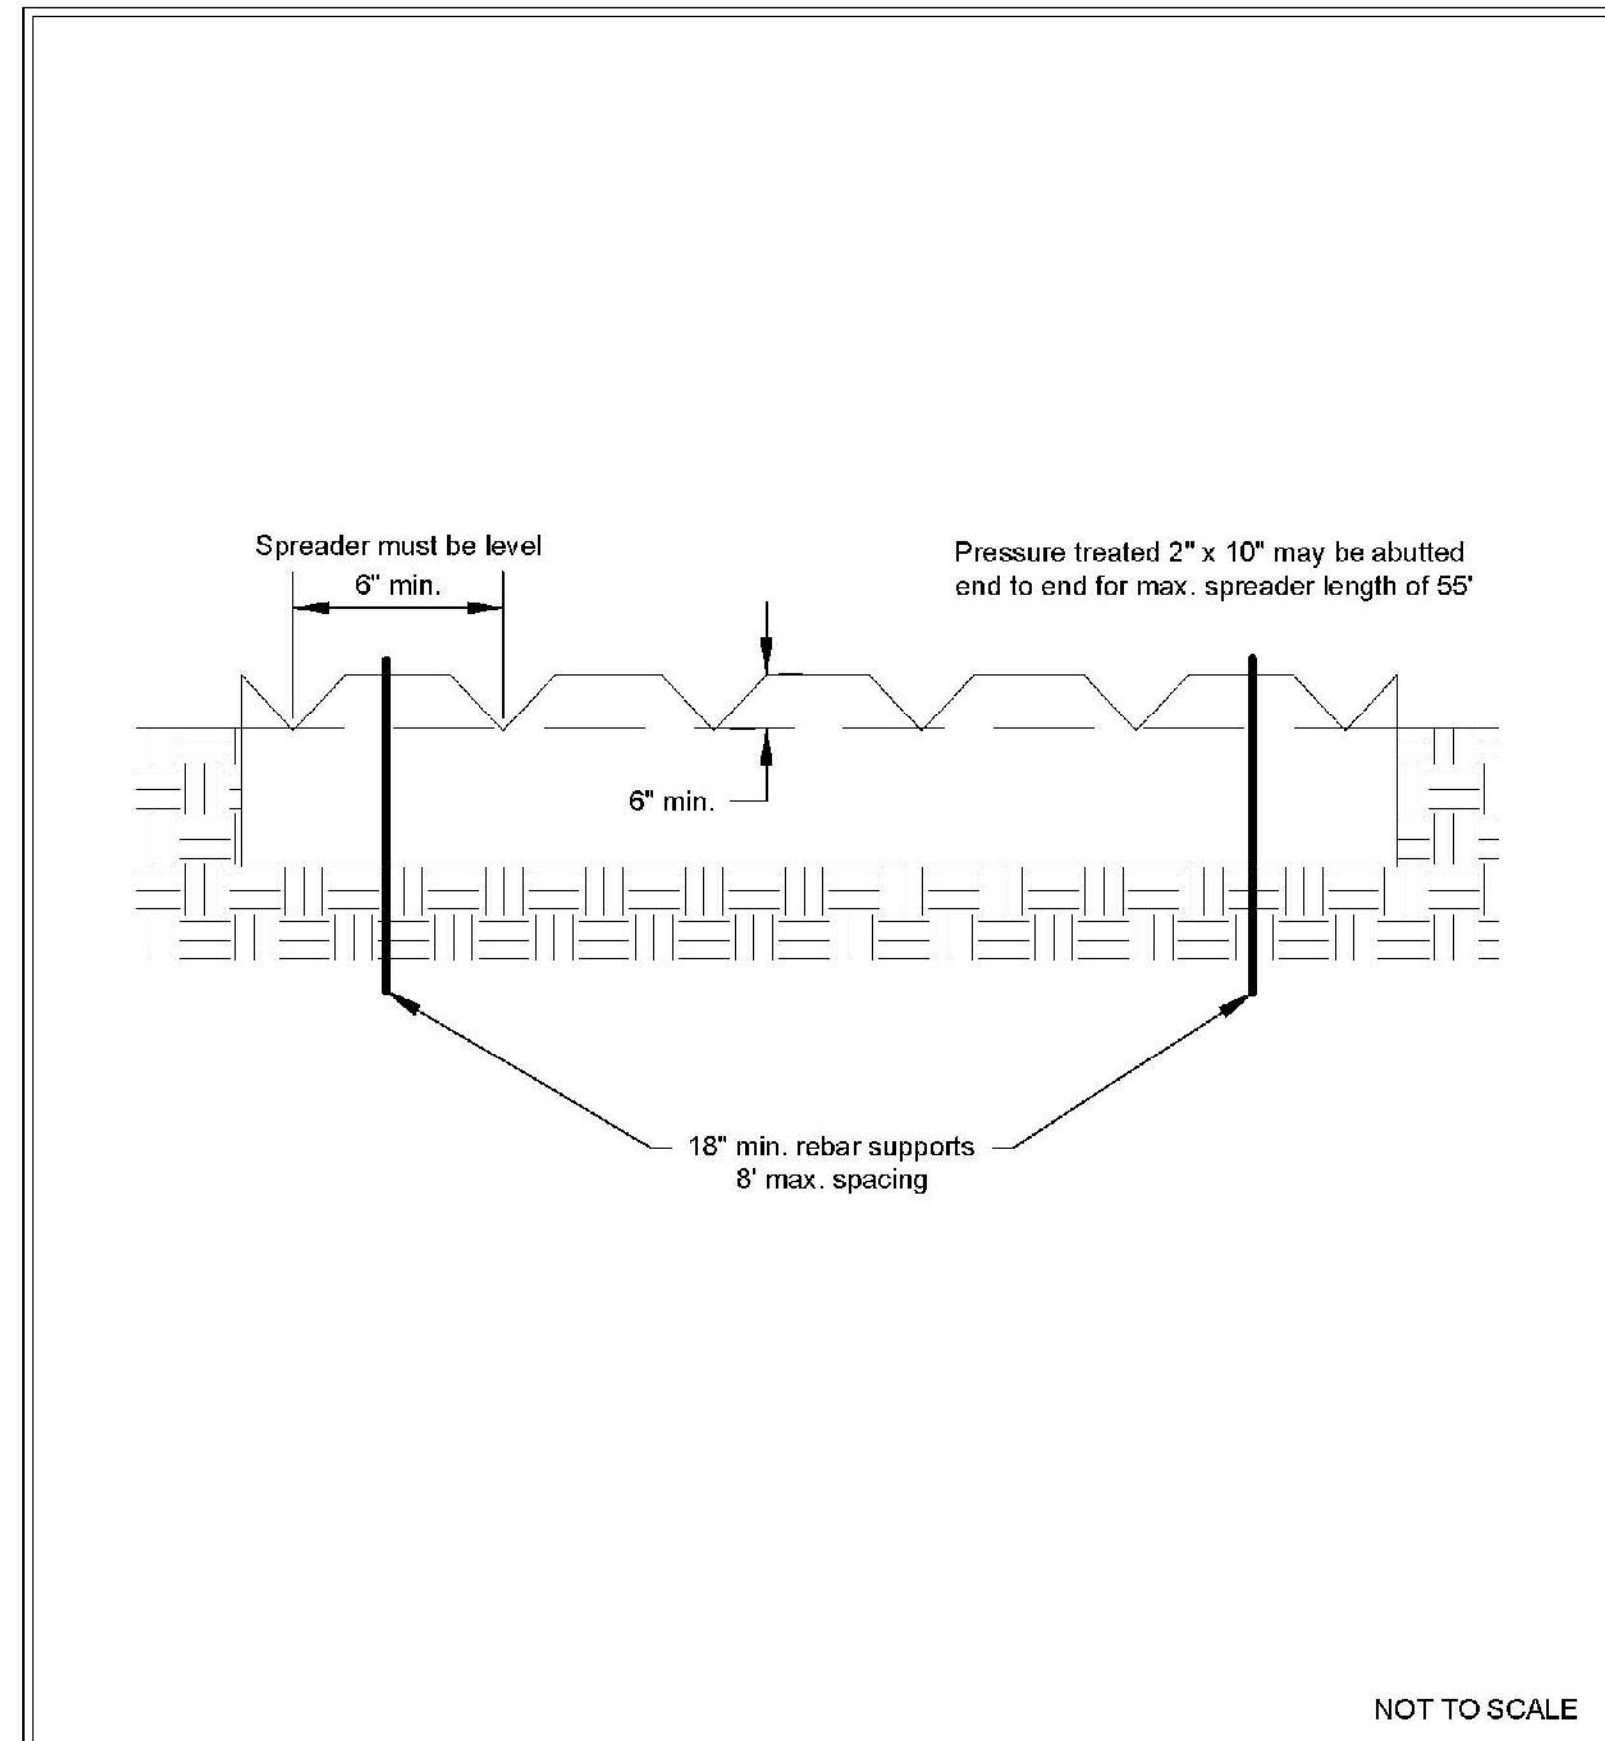 Spreader must be level
6" min.
Pressure treated 2" x 10" may be abutted
end to end for max. spreader length of 55'
6" min.
18" min. rebar supports
8' max. spacing
NOT TO SCALE